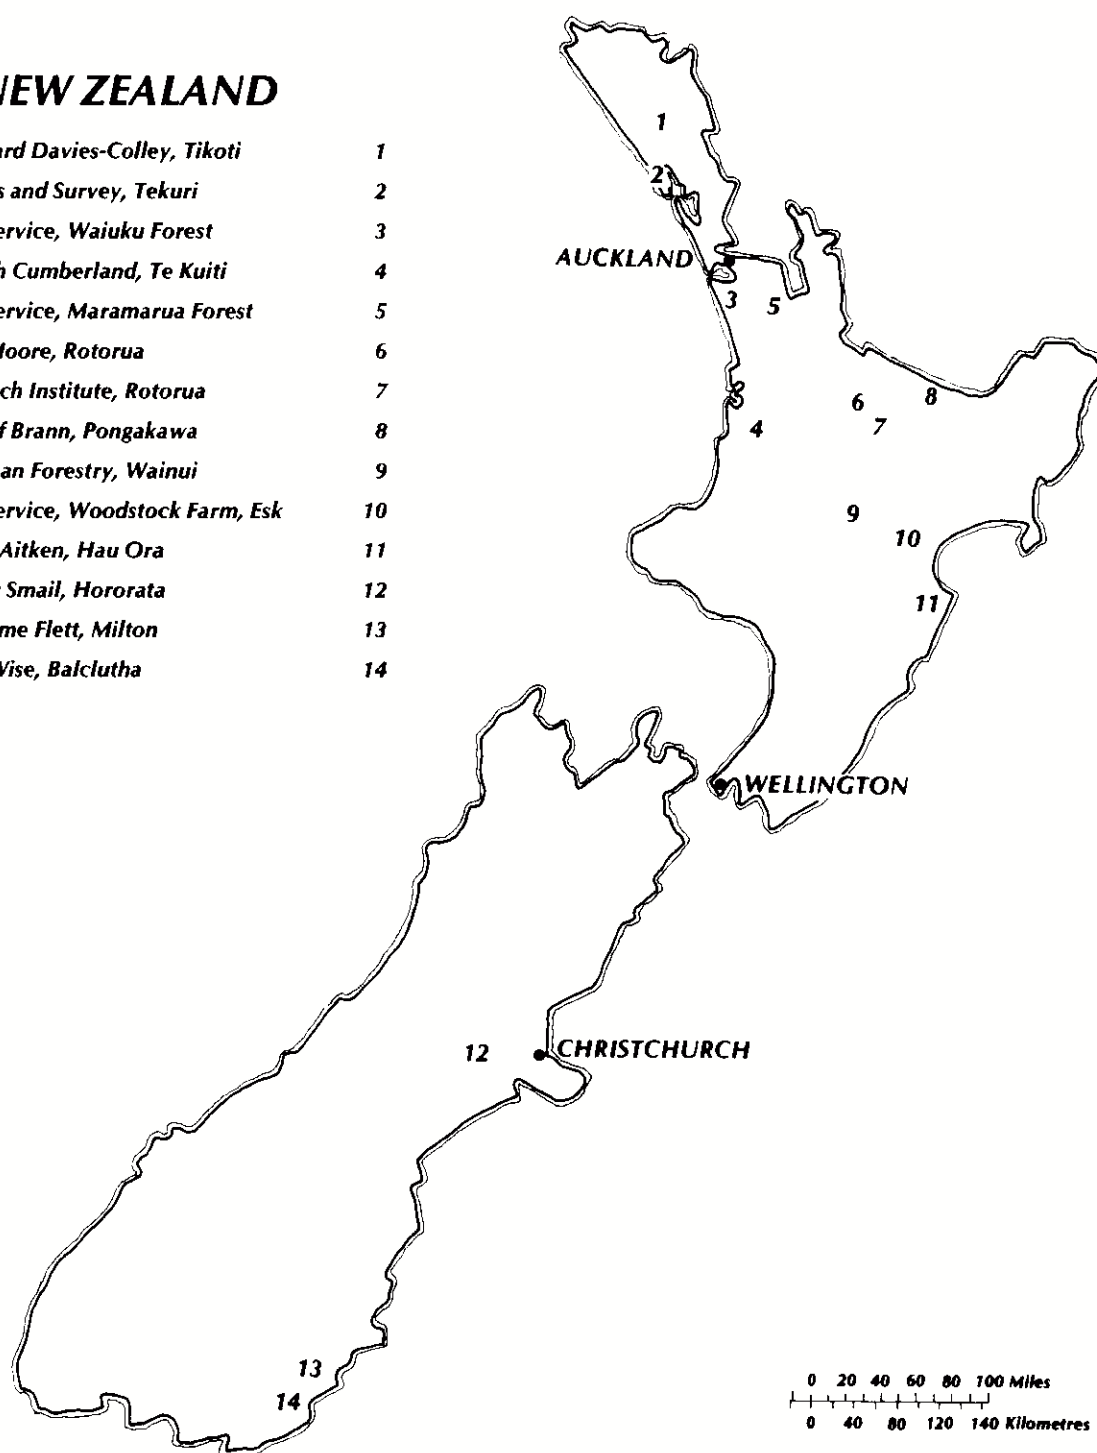 NEW ZEALAND
ard Davies-Colley, Tikoti 1
s and Survey, Tekuri 2
ervice, Waiuku Forest 3
h Cumberland, Te Kuiti 4
ervice, Maramarua Forest 5
Moore, Rotorua 6
ch Institute, Rotorua 7
f Brann, Pongakawa 8
an Forestry, Wainui 9
ervice, Woodstock Farm, Esk 10
Aitken, Hau Ora 11
Smail, Hororata 12
me Flett, Milton 13
Wise, Balclutha 14
1
2
AUCKLAND
3
5
6
8
4
7
9
10
11
WELLINGTON
12
CHRISTCHURCH
13
14
0 20 40 60 80 100 Miles
0 40 80 120 140 Kilometres